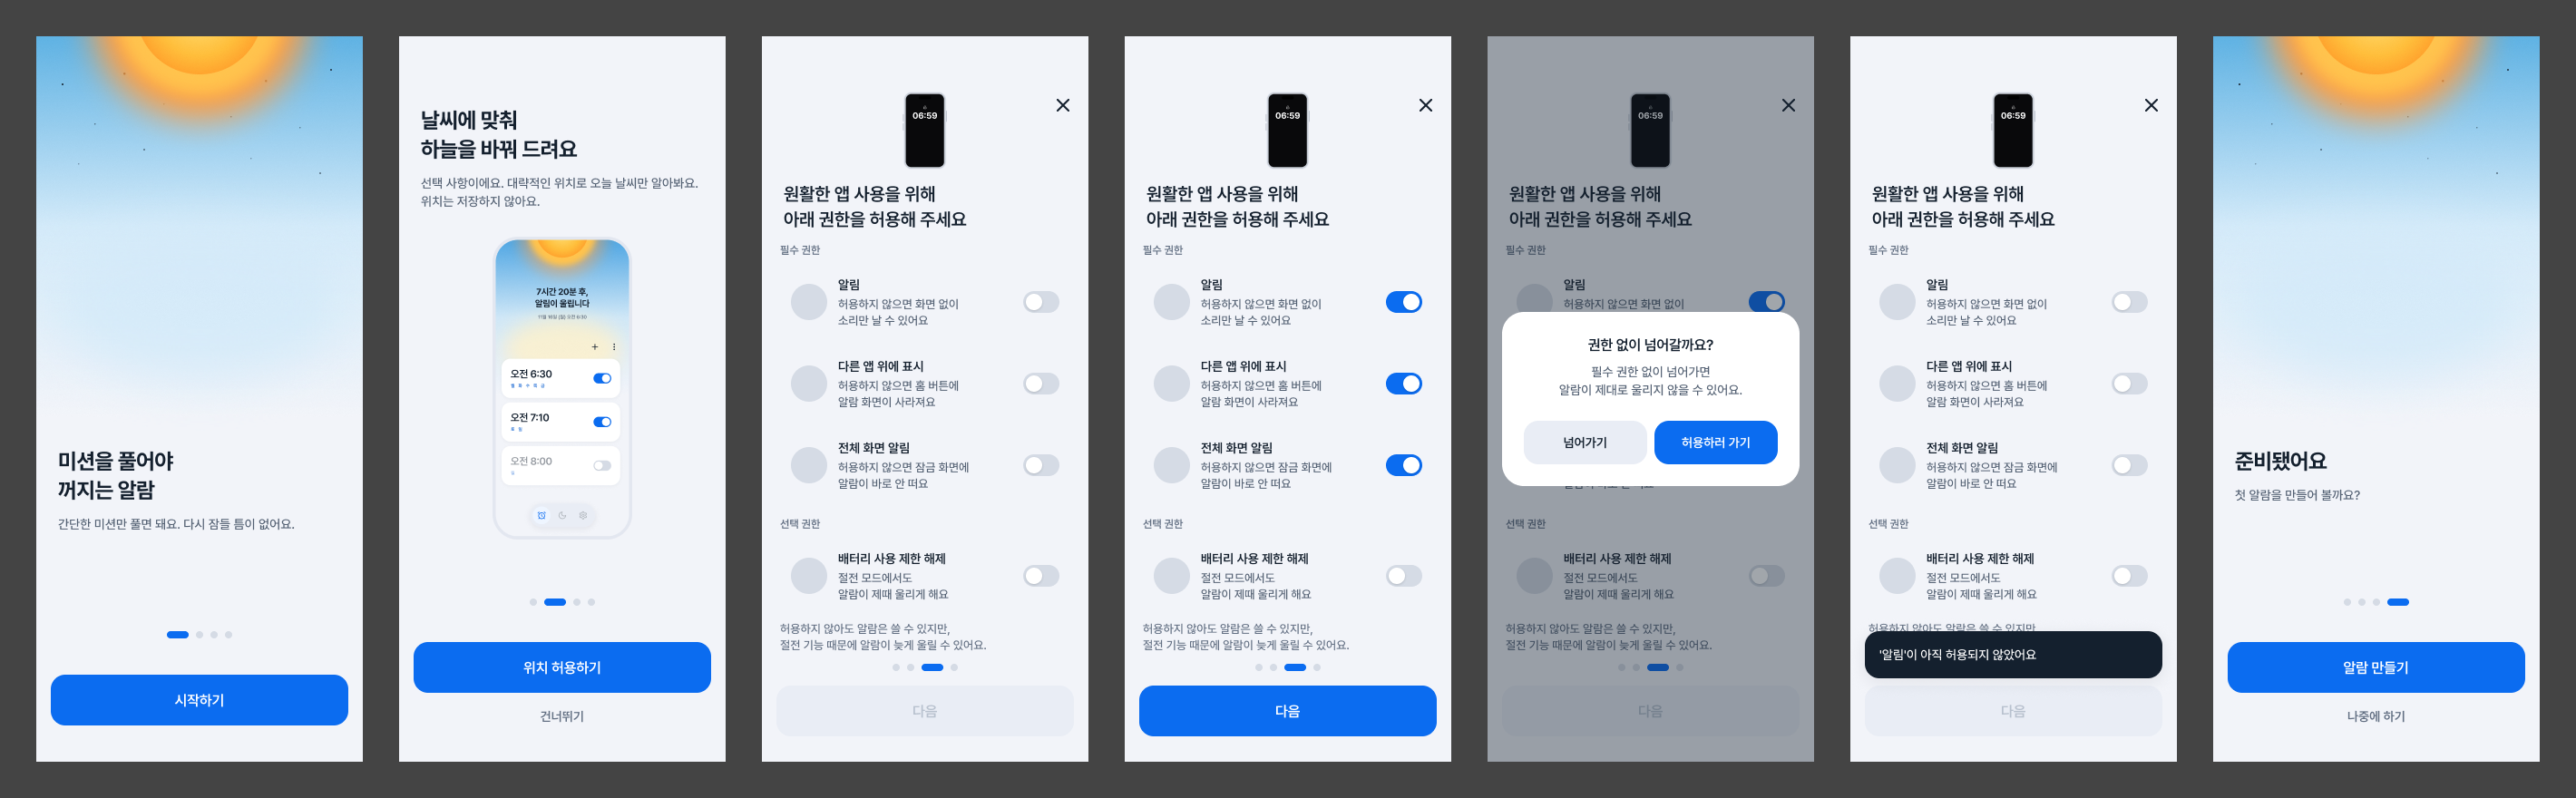 미션을 풀어야
꺼지는 알람
간단한 미션만 풀면 돼요. 다시 잠들 틈이 없어요.
시작하기
날씨에 맞춰
하늘을 바꿔 드려요
선택 사항이에요. 대략적인 위치로 오늘 날씨만 알아봐요.
위치는 저장하지 않아요.
7시간 20분 후,
알림이 울립니다
오전 6:30
월 화 수 목 금
오전 7:10
오전 8:00
위치 허용하기
건너뛰기
06:59
원활한 앱 사용을 위해
아래 권한을 허용해 주세요
필수 권한
알림
허용하지 않으면 화면 없이
소리만 날 수 있어요
다른 앱 위에 표시
허용하지 않으면 홈 버튼에
알람 화면이 사라져요
전체 화면 알림
허용하지 않으면 잠금 화면에
알람이 바로 안 떠요
선택 권한
배터리 사용 제한 해제
절전 모드에서도
알람이 제때 울리게 해요
허용하지 않아도 알람은 쓸 수 있지만,
절전 기능 때문에 알람이 늦게 울릴 수 있어요.
다음
06:59
원활한 앱 사용을 위해
아래 권한을 허용해 주세요
필수 권한
알림
허용하지 않으면 화면 없이
소리만 날 수 있어요
다른 앱 위에 표시
허용하지 않으면 홈 버튼에
알람 화면이 사라져요
전체 화면 알림
허용하지 않으면 잠금 화면에
알람이 바로 안 떠요
선택 권한
배터리 사용 제한 해제
절전 모드에서도
알람이 제때 울리게 해요
허용하지 않아도 알람은 쓸 수 있지만,
절전 기능 때문에 알람이 늦게 울릴 수 있어요.
다음
06:59
원활한 앱 사용을 위해
아래 권한을 허용해 주세요
필수 권한
알림
허용하지 않으면 화면 없이
권한 없이 넘어갈까요?
필수 권한 없이 넘어가면
알람이 제대로 울리지 않을 수 있어요.
넘어가기
허용하러 가기
선택 권한
배터리 사용 제한 해제
절전 모드에서도
알람이 제때 울리게 해요
허용하지 않아도 알람은 쓸 수 있지만,
절전 기능 때문에 알람이 늦게 울릴 수 있어요.
다음
06:59
원활한 앱 사용을 위해
아래 권한을 허용해 주세요
필수 권한
알림
허용하지 않으면 화면 없이
소리만 날 수 있어요
다른 앱 위에 표시
허용하지 않으면 홈 버튼에
알람 화면이 사라져요
전체 화면 알림
허용하지 않으면 잠금 화면에
알람이 바로 안 떠요
선택 권한
배터리 사용 제한 해제
절전 모드에서도
알람이 제때 울리게 해요
허용하지 않아도 알람은 쓸 수 있지만,
'알림'이 아직 허용되지 않았어요
다음
준비됐어요
첫 알람을 만들어 볼까요?
알람 만들기
나중에 하기